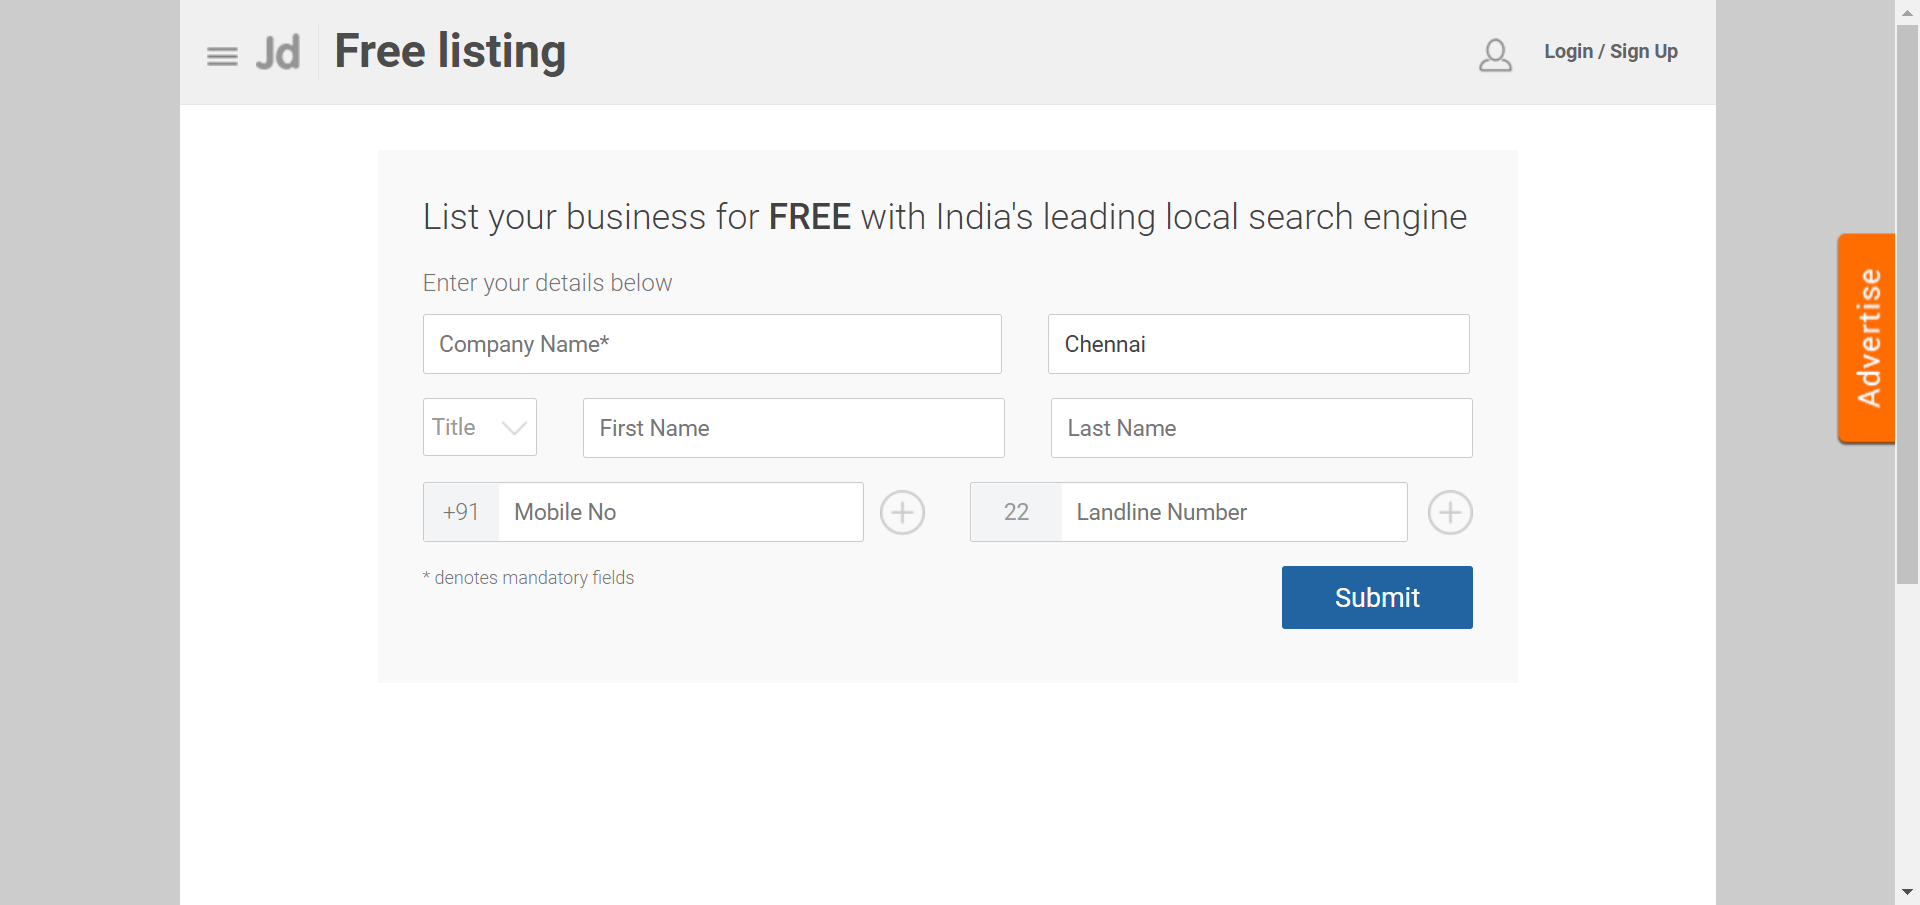 Jd Free listing
Login / Sign Up
List your business for FREE with India's leading local search engine
Enter your details below
Company Name* Chennai
Title First Name Last Name
+91 Mobile No 22 Landline Number
* denotes mandatory fields
Submit
Advertise